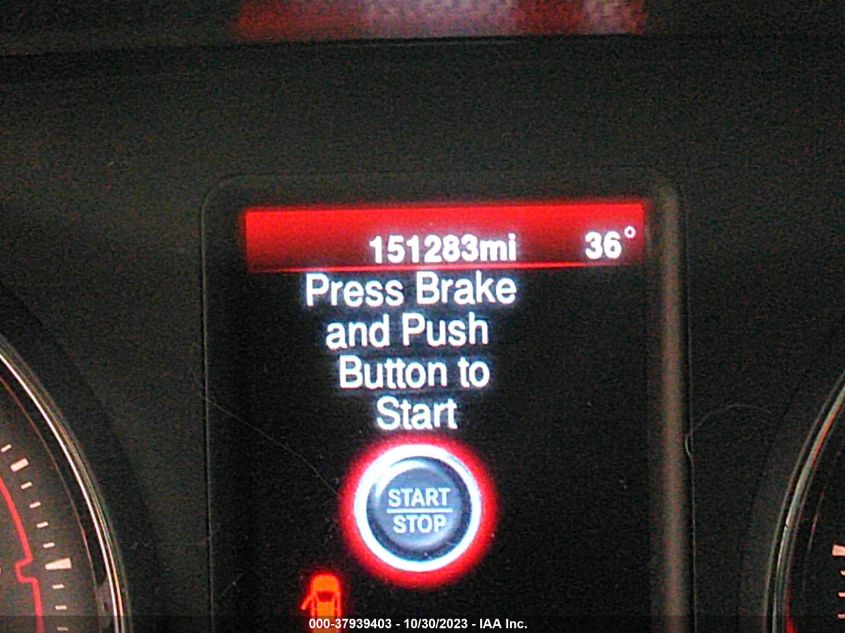 151283mi 36°
Press Brake
and Push
Button to
Start
START
STOP
000-37939403 - 10/30/2023 - IAA Inc.